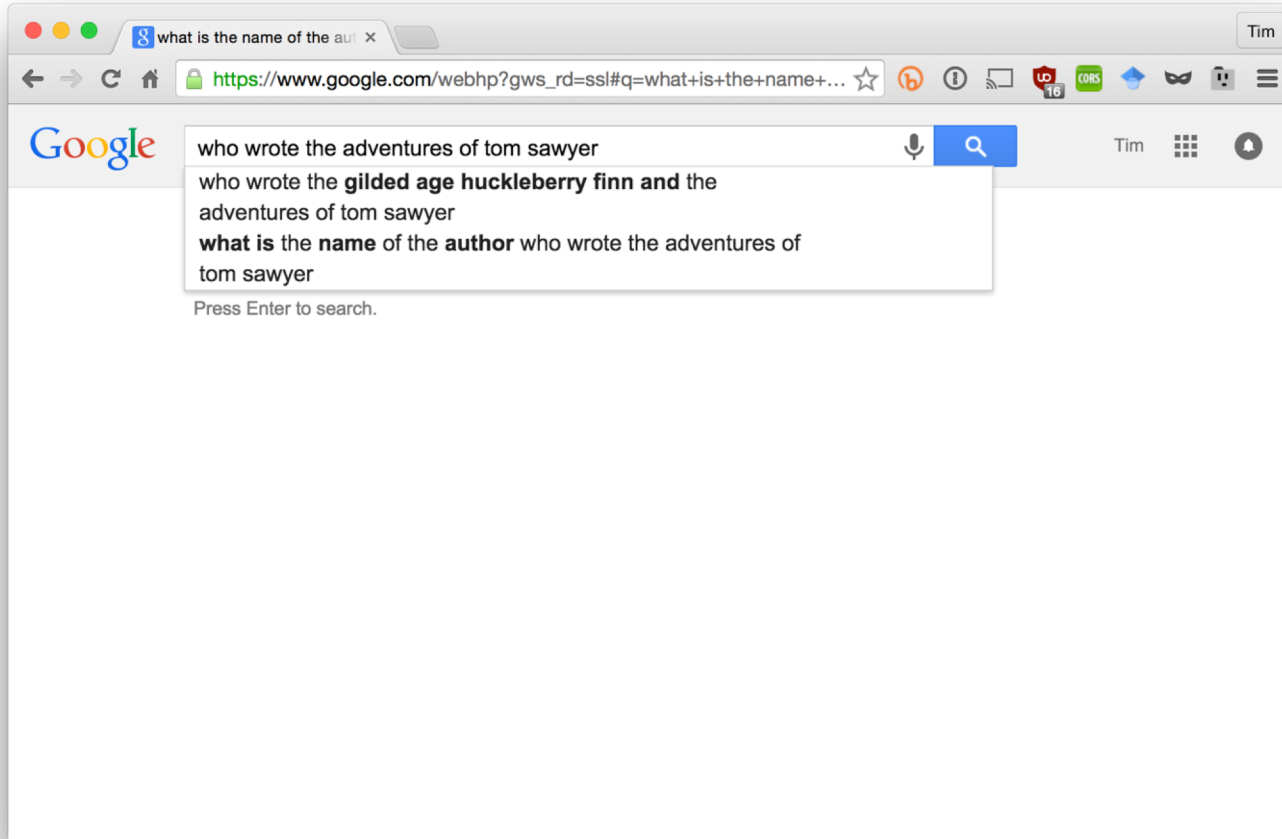 what is the name of the aut
Tim
https://www.google.com/webhp?gws_rd=ssl#q=what+is+the+name+...
16
CORS
Google
who wrote the adventures of tom sawyer
Tim
who wrote the gilded age huckleberry finn and the
adventures of tom sawyer
what is the name of the author who wrote the adventures of
tom sawyer
Press Enter to search.